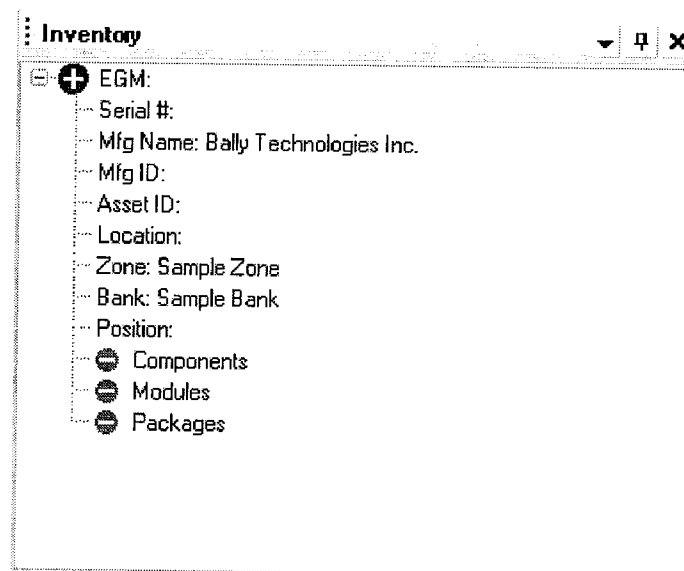 Inventory
EGM:
Serial #:
Mfg Name: Bally Technologies Inc.
Mfg ID:
Asset ID:
Location:
Zone: Sample Zone
Bank: Sample Bank
Position:
Components
Modules
Packages